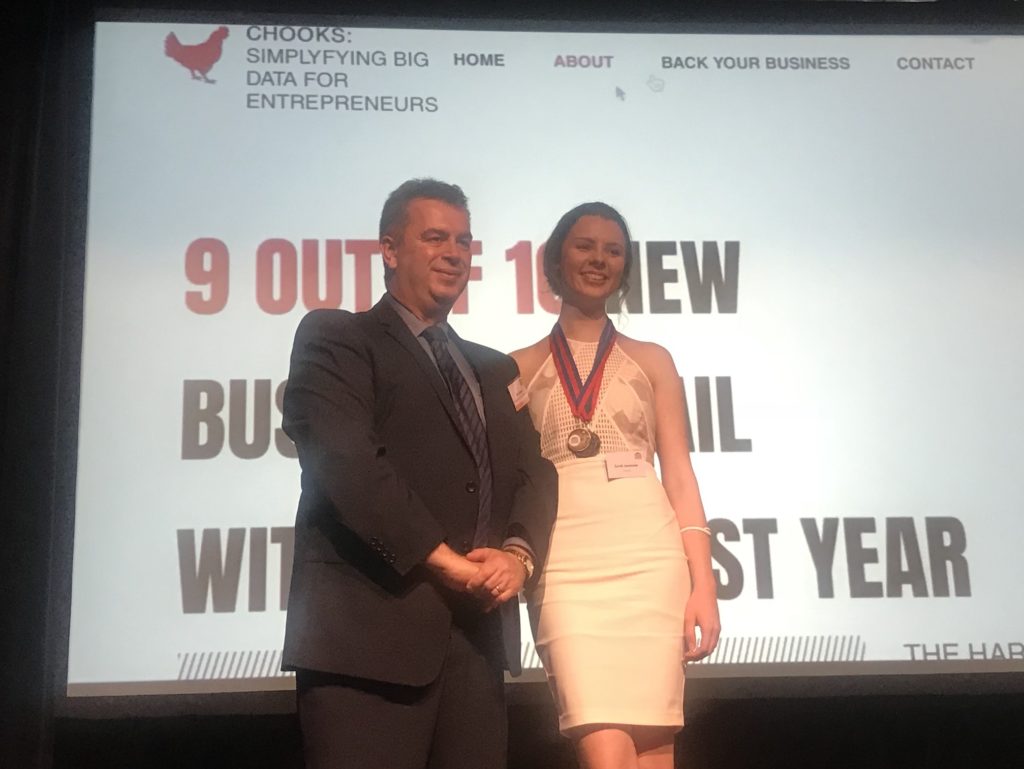 CHOOKS:
SIMPLYFYING BIG
DATA FOR
ENTREPRENEURS
HOME ABOUT BACK YOUR BUSINESS CONTACT
9 OUT F 10 NEW
BUS AIL
WIT ST YEAR
THE HAR